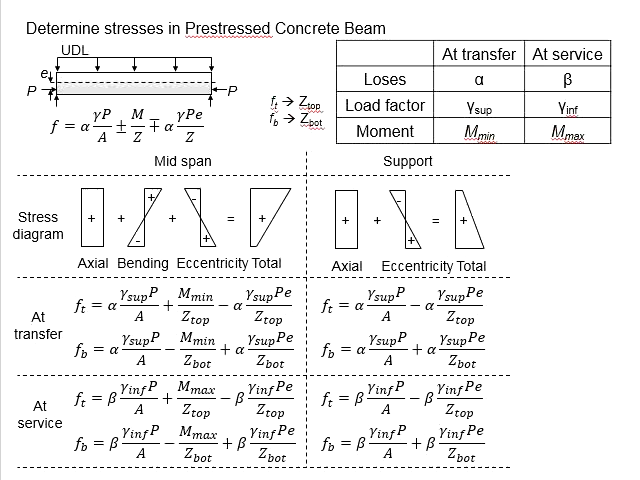 Determine stresses in Prestressed Concrete Beam
UDL
e
P
P
f = α γP/A ± M/Z ∓ α γPe/Z
f_t → Z_top
f_b → Z_bot
At transfer At service
Loses α β
Load factor γ_sup γ_inf
Moment M_min M_max
Mid span Support
Stress diagram
+ + + - + - + = +
+ + - + = +
Axial Bending Eccentricity Total
Axial Eccentricity Total
At transfer
f_t = α γ_sup P/A + M_min/Z_top − α γ_sup Pe/Z_top
f_t = α γ_sup P/A − α γ_sup Pe/Z_top
f_b = α γ_sup P/A − M_min/Z_bot + α γ_sup Pe/Z_bot
f_b = α γ_sup P/A + α γ_sup Pe/Z_bot
At service
f_t = β γ_inf P/A + M_max/Z_top − β γ_inf Pe/Z_top
f_t = β γ_inf P/A − β γ_inf Pe/Z_top
f_b = β γ_inf P/A − M_max/Z_bot + β γ_inf Pe/Z_bot
f_b = β γ_inf P/A + β γ_inf Pe/Z_bot